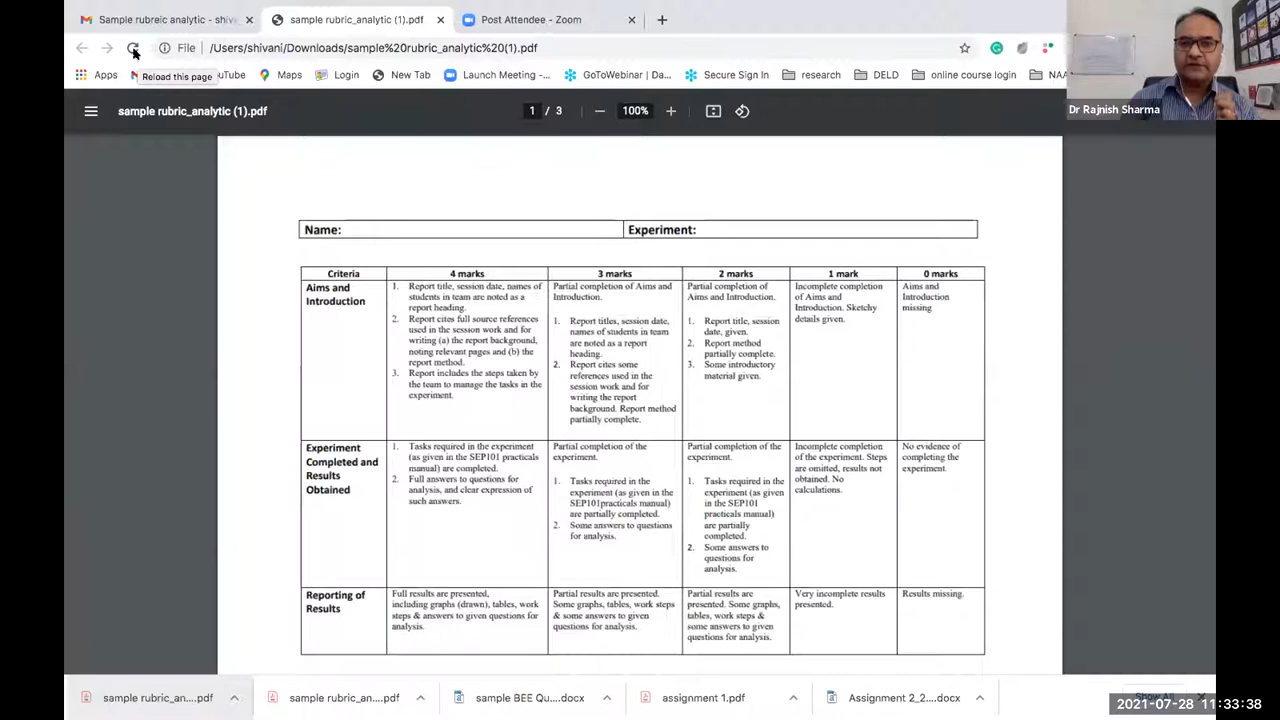 Sample rubreic analytic - shive
sample rubric_analytic (1).pdf
Post Attendee - Zoom
File
/Users/shivani/Downloads/sample%20rubric_analytic%20(1).pdf
Apps
Reload this page
uTube
Maps
Login
New Tab
Launch Meeting -...
GoToWebinar | Da...
Secure Sign In
research
DELD
online course login
NAA
Dr Rajnish Sharma
sample rubric_analytic (1).pdf
1 / 3
100%
Name:
Experiment:
Criteria
4 marks
3 marks
2 marks
1 mark
0 marks
Aims and
Introduction
1. Report title, session date, names of
students in team are noted as a
report heading.
2. Report cites full source references
used in the session work and for
writing (a) the report background,
noting relevant pages and (b) the
report method.
3. Report includes the steps taken by
the team to manage the tasks in the
experiment.
Partial completion of Aims and
Introduction.
1. Report titles, session date,
names of students in team
are noted as a report
heading.
2. Report cites some
references used in the
session work and for
writing the report
background. Report method
partially complete.
Partial completion of
Aims and Introduction.
1. Report title, session
date, given.
2. Report method
partially complete.
3. Some introductory
material given.
Incomplete completion
of Aims and
Introduction. Sketchy
details given.
Aims and
Introduction
missing
Experiment
Completed and
Results
Obtained
1. Tasks required in the experiment
(as given in the SEP101 practicals
manual) are completed.
2. Full answers to questions for
analysis, and clear expression of
such answers.
Partial completion of the
experiment.
1. Tasks required in the
experiment (as given in the
SEP101practicals manual)
are partially completed.
2. Some answers to questions
for analysis.
Partial completion of the
experiment.
1. Tasks required in the
experiment (as given
in the SEP101
practicals manual)
are partially
completed.
2. Some answers to
questions for
analysis.
Incomplete completion
of the experiment. Steps
are omitted, results not
obtained. No
calculations.
No evidence of
completing the
experiment.
Reporting of
Results
Full results are presented,
including graphs (drawn), tables, work
steps & answers to given questions for
analysis.
Partial results are presented.
Some graphs, tables, work steps
& some answers to given
questions for analysis.
Partial results are
presented. Some graphs,
tables, work steps &
some answers to given
questions for analysis.
Very incomplete results
presented.
Results missing.
sample rubric_an....pdf
sample rubric_an....pdf
sample BEE Qu....docx
assignment 1.pdf
Assignment 2_2....docx
Show All
2021-07-28 11:33:38